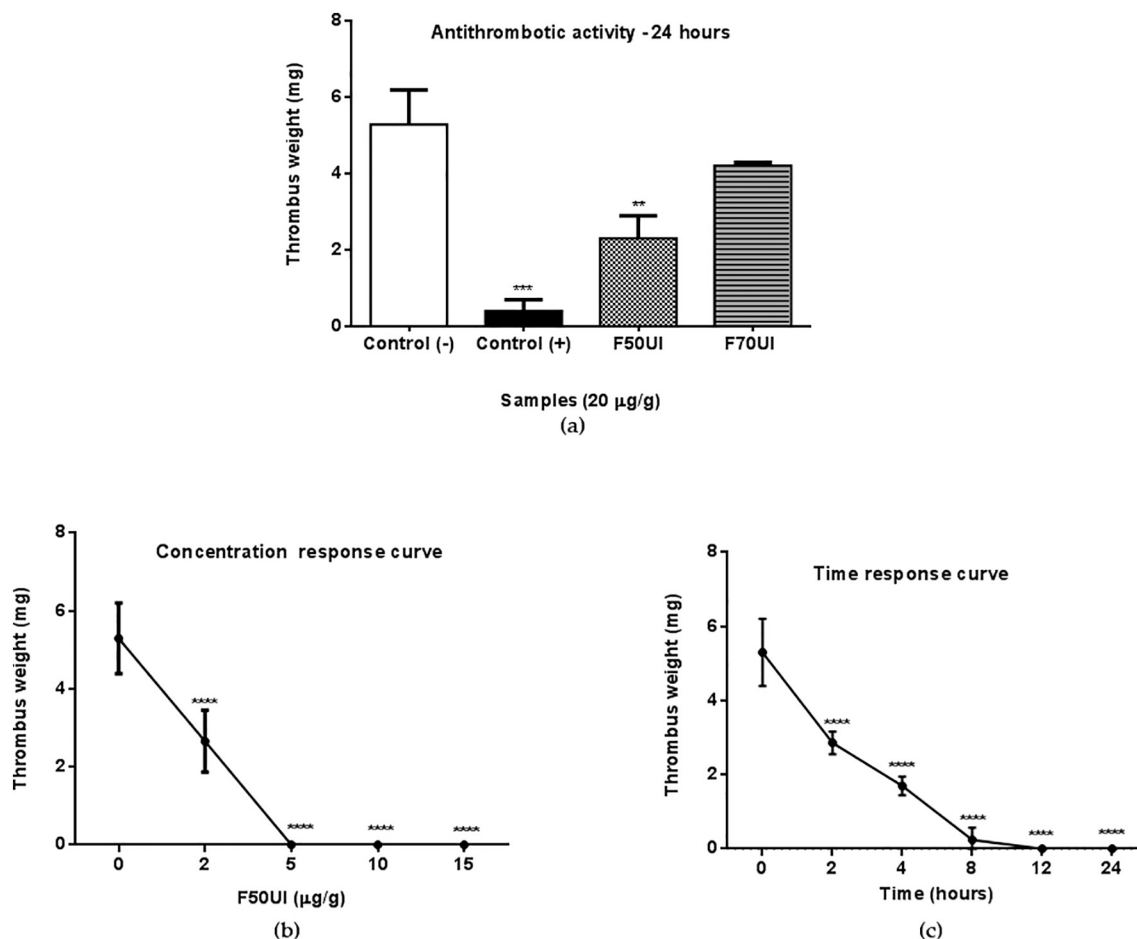 Antithrombotic activity - 24 hours
Thrombus weight (mg)
8
6
4
2
0
***
**
Control (-) Control (+) F50UI F70UI
Samples (20 μg/g)
(a)
Concentration response curve
Thrombus weight (mg)
8
6
4
2
0
****
**** **** ****
0 2 5 10 15
F50UI (μg/g)
(b)
Time response curve
Thrombus weight (mg)
8
6
4
2
0
****
****
****
**** ****
0 2 4 8 12 24
Time (hours)
(c)